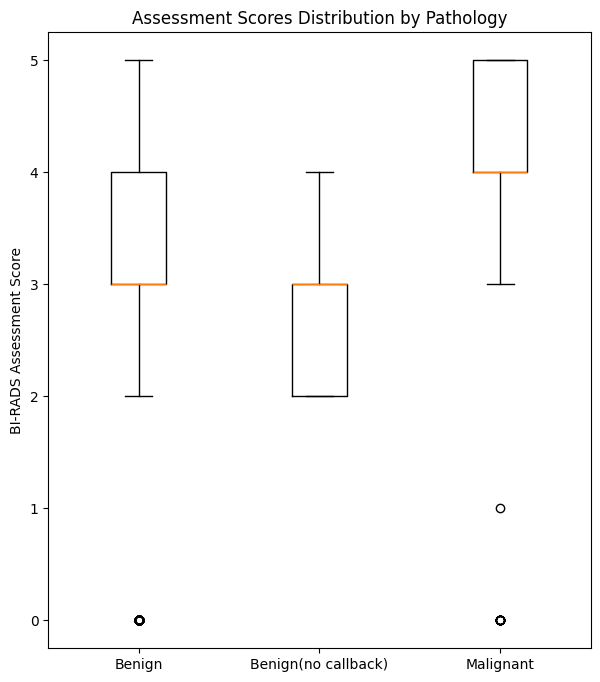 Assessment Scores Distribution by Pathology
BI-RADS Assessment Score
5
4
3
2
1
0
Benign
Benign(no callback)
Malignant